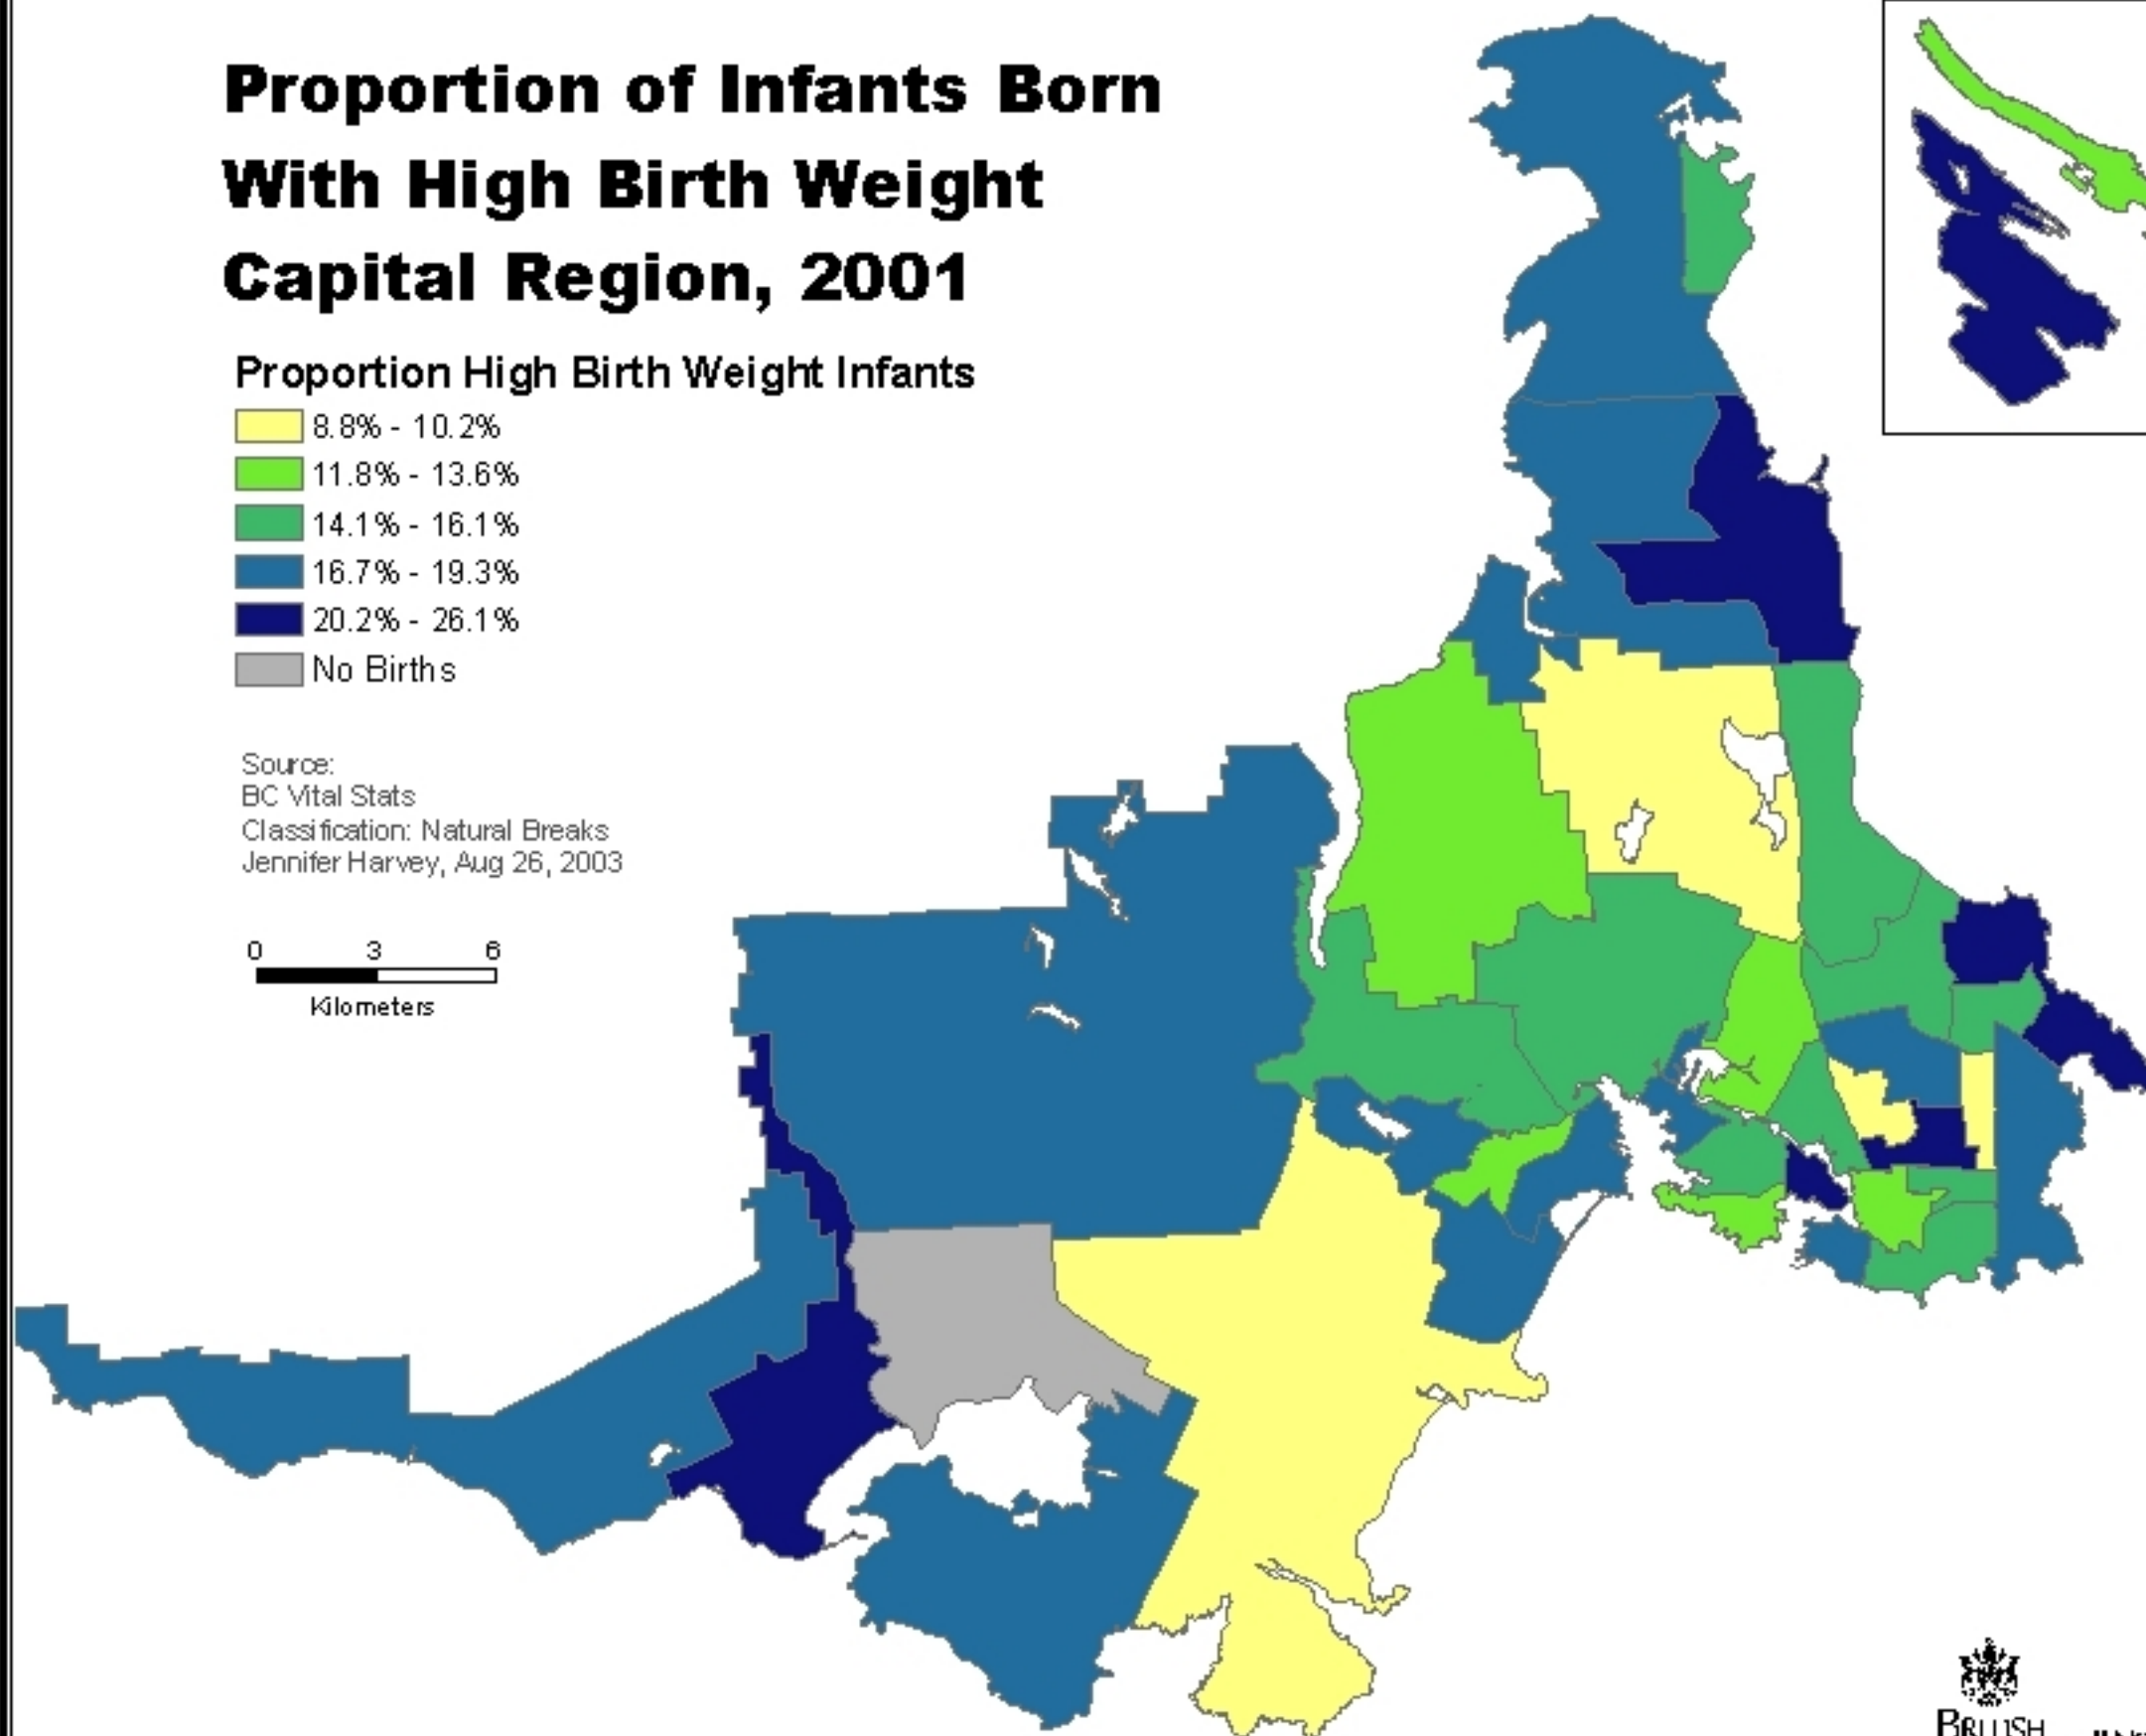 Proportion of Infants Born
With High Birth Weight
Capital Region, 2001
Proportion High Birth Weight Infants
8.8% - 10.2%
11.8% - 13.6%
14.1% - 16.1%
16.7% - 19.3%
20.2% - 26.1%
No Births
Source:
BC Vital Stats
Classification: Natural Breaks
Jennifer Harvey, Aug 26, 2003
0 3 6
Kilometers
BRITISH